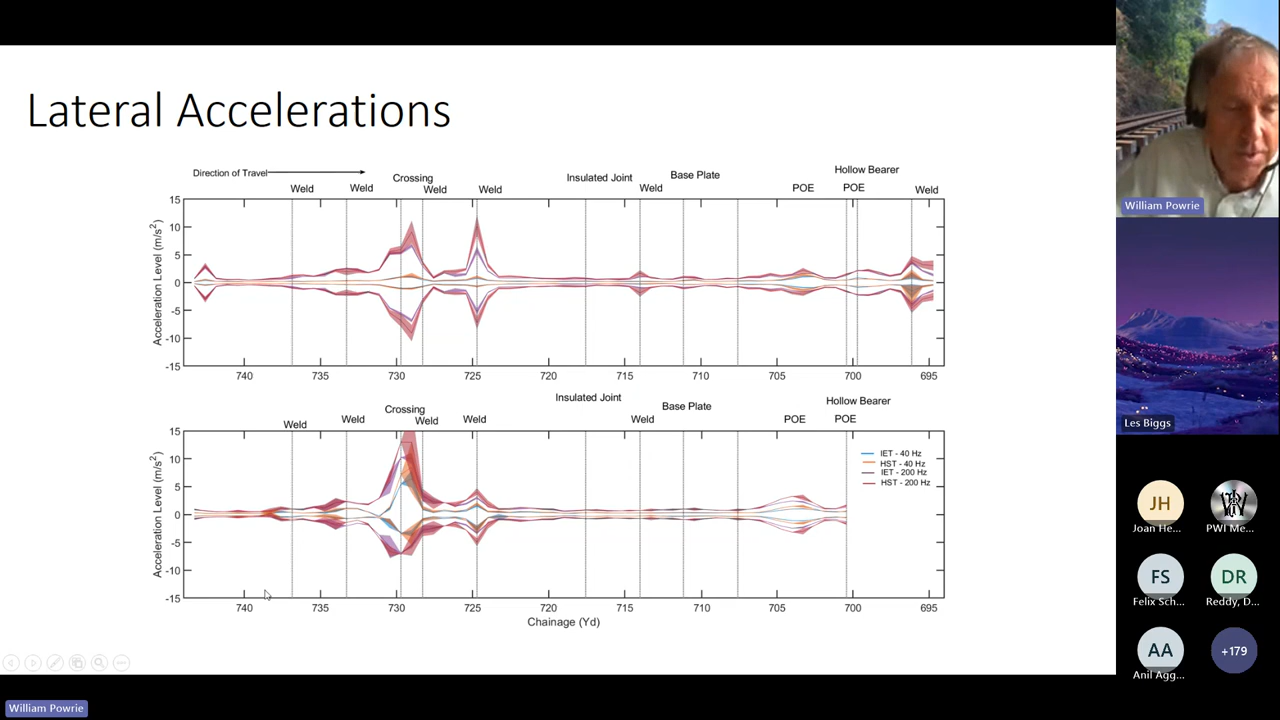 Lateral Accelerations
Direction of Travel
Weld
Weld
Crossing
Weld
Weld
Insulated Joint
Weld
Base Plate
POE
Hollow Bearer
POE
Weld
Acceleration Level (m/s²)
15
10
5
0
-5
-10
-15
740 735 730 725 720 715 710 705 700 695
Weld
Weld
Crossing
Weld
Weld
Insulated Joint
Weld
Base Plate
POE
Hollow Bearer
POE
Acceleration Level (m/s²)
15
10
5
0
-5
-10
-15
IET - 40 Hz
HST - 40 Hz
IET - 200 Hz
HST - 200 Hz
740 735 730 725 720 715 710 705 700 695
Chainage (Yd)
William Powrie
William Powrie
Les Biggs
JH
Joan He...
PWI Me...
FS
Felix Sch...
DR
Reddy, D...
AA
Anil Agg...
+179